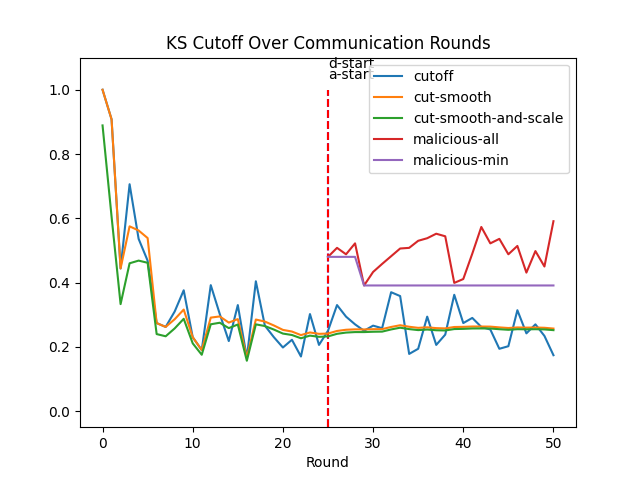 KS Cutoff Over Communication Rounds
d-start
a-start
cutoff
cut-smooth
cut-smooth-and-scale
malicious-all
malicious-min
1.0
0.8
0.6
0.4
0.2
0.0
0 10 20 30 40 50
Round